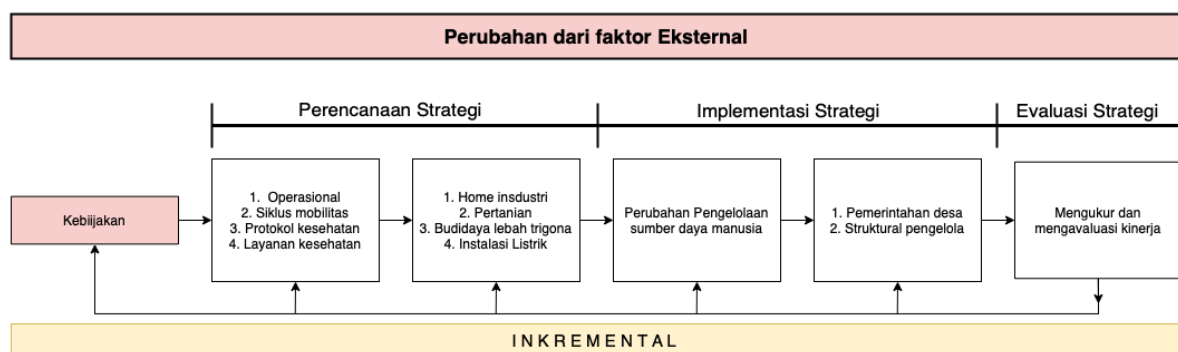 Perubahan dari faktor Eksternal
Perencanaan Strategi
Implementasi Strategi
Evaluasi Strategi
Kebiijakan
1. Operasional
2. Siklus mobilitas
3. Protokol kesehatan
4. Layanan kesehatan
1. Home insdustri
2. Pertanian
3. Budidaya lebah trigona
4. Instalasi Listrik
Perubahan Pengelolaan
sumber daya manusia
1. Pemerintahan desa
2. Struktural pengelola
Mengukur dan
mengavaluasi kinerja
I N K R E M E N T A L